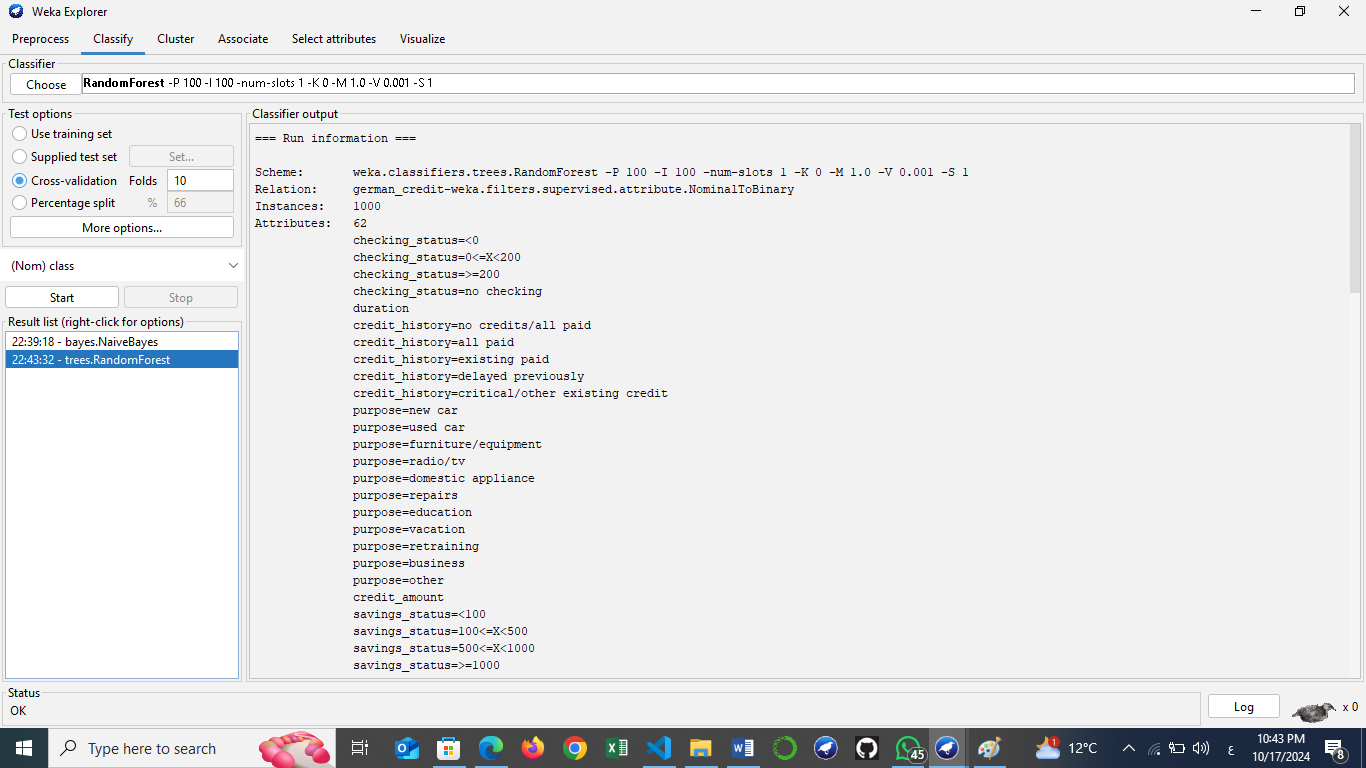 Weka Explorer
Preprocess Classify Cluster Associate Select attributes Visualize
Classifier
Choose RandomForest -P 100 -I 100 -num-slots 1 -K 0 -M 1.0 -V 0.001 -S 1
Test options
Use training set
Supplied test set Set...
Cross-validation Folds 10
Percentage split % 66
More options...
(Nom) class
Start Stop
Result list (right-click for options)
22:39:18 - bayes.NaiveBayes
22:43:32 - trees.RandomForest
Classifier output
=== Run information ===
Scheme: weka.classifiers.trees.RandomForest -P 100 -I 100 -num-slots 1 -K 0 -M 1.0 -V 0.001 -S 1
Relation: german_credit-weka.filters.supervised.attribute.NominalToBinary
Instances: 1000
Attributes: 62
checking_status=<0
checking_status=0<=X<200
checking_status=>=200
checking_status=no checking
duration
credit_history=no credits/all paid
credit_history=all paid
credit_history=existing paid
credit_history=delayed previously
credit_history=critical/other existing credit
purpose=new car
purpose=used car
purpose=furniture/equipment
purpose=radio/tv
purpose=domestic appliance
purpose=repairs
purpose=education
purpose=vacation
purpose=retraining
purpose=business
purpose=other
credit_amount
savings_status=<100
savings_status=100<=X<500
savings_status=500<=X<1000
savings_status=>=1000
Status
OK
Log x 0
Type here to search 45 1 12°C ع 10:43 PM
10/17/2024 8